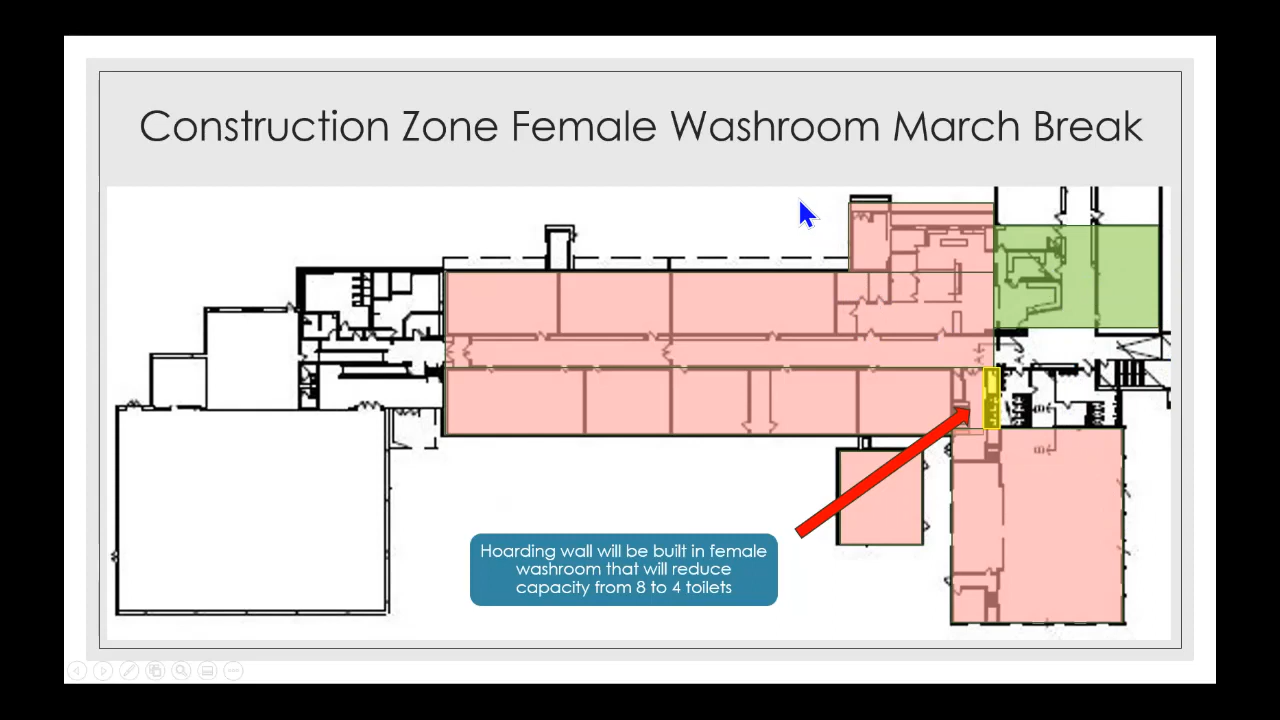 Construction Zone Female Washroom March Break
Hoarding wall will be built in female
washroom that will reduce
capacity from 8 to 4 toilets